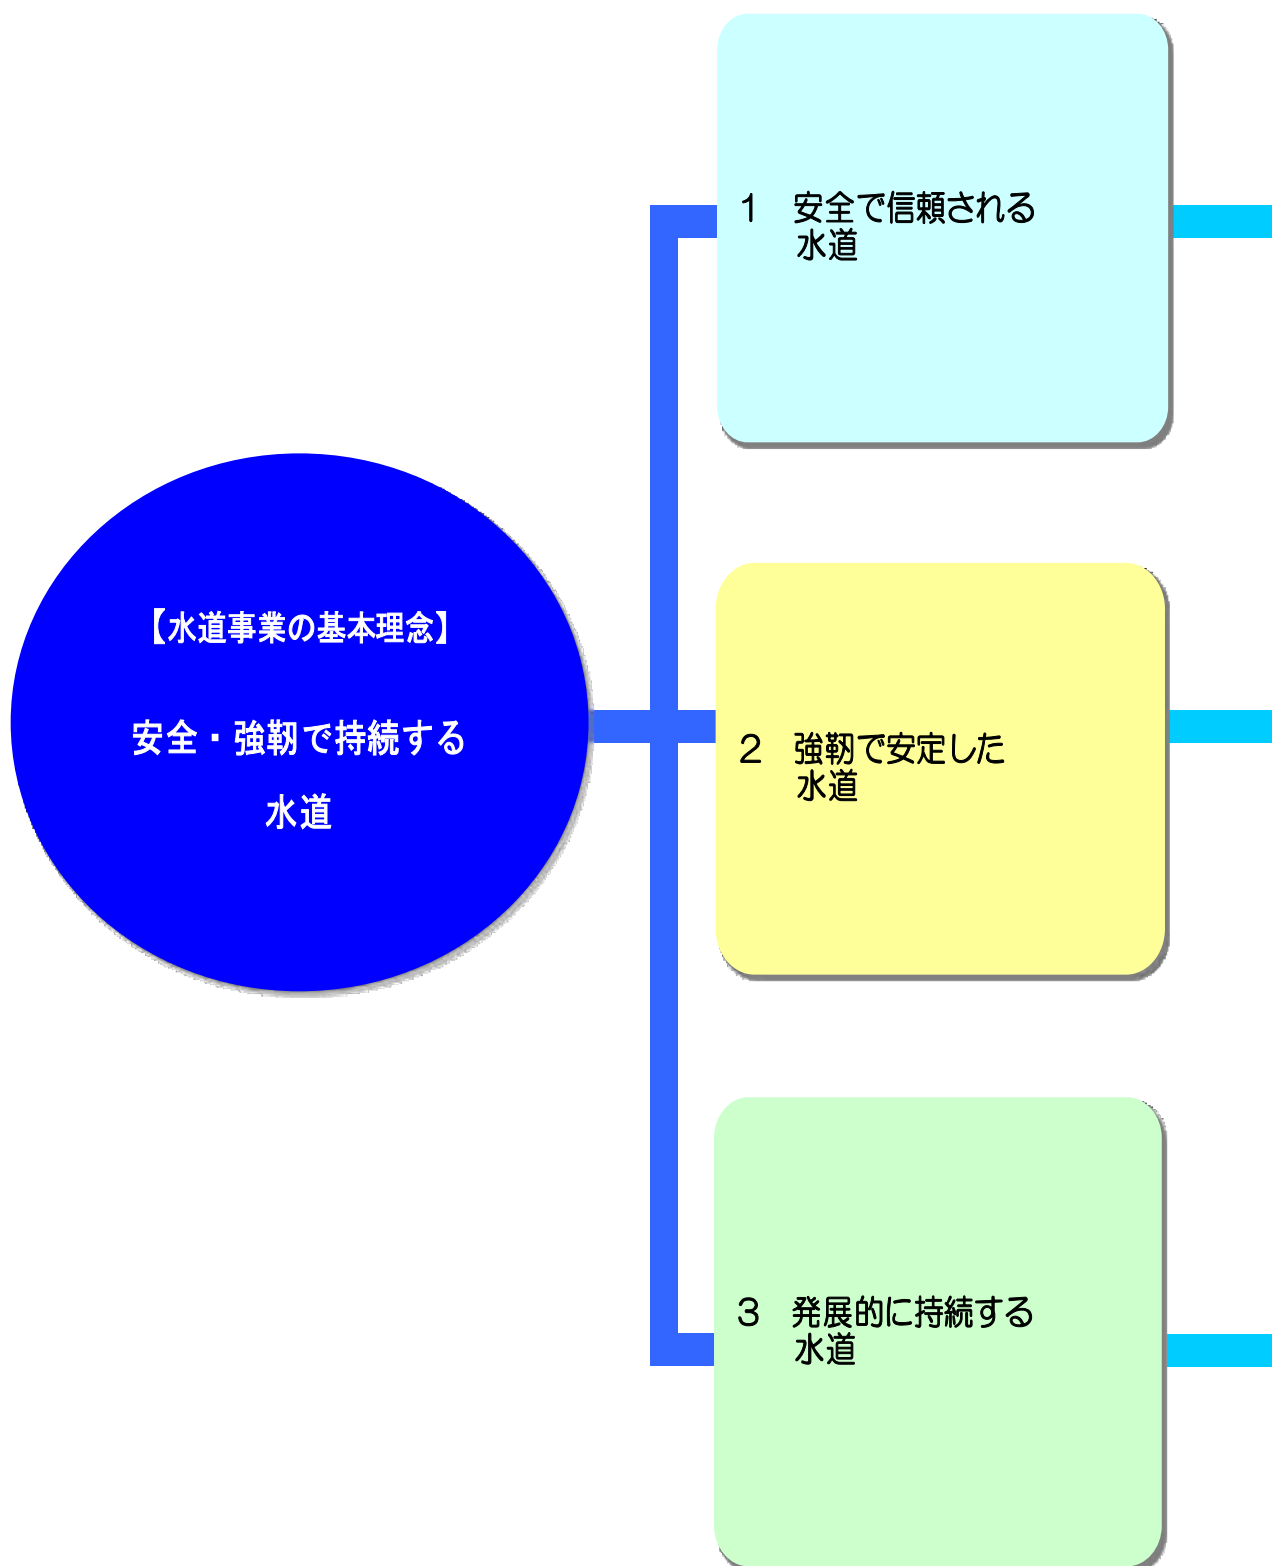 【水道事業の基本理念】
安全・強靭で持続する
水道
１　安全で信頼される
水道
２　強靭で安定した
水道
３　発展的に持続する
水道